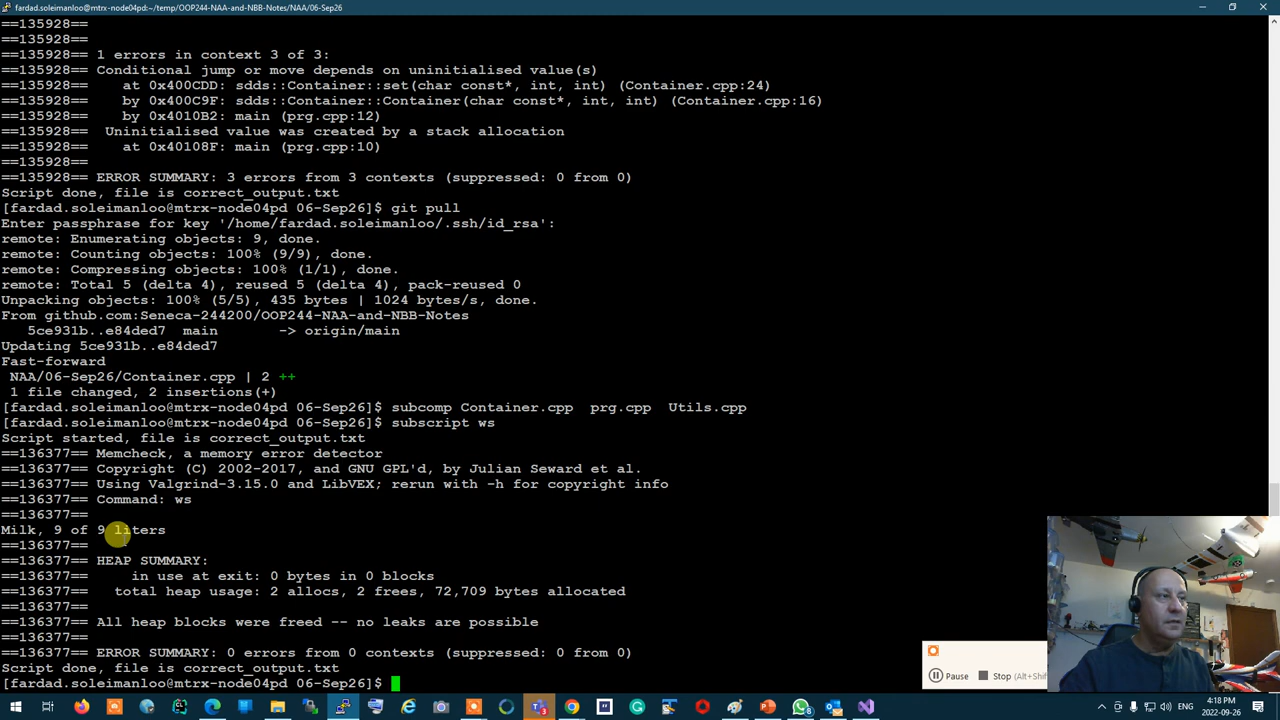 fardad.soleimanloo@mtrx-node04pd:~/temp/OOP244-NAA-and-NBB-Notes/NAA/06-Sep26
==135928==
==135928==
==135928== 1 errors in context 3 of 3:
==135928== Conditional jump or move depends on uninitialised value(s)
==135928==    at 0x400CDD: sdds::Container::set(char const*, int, int) (Container.cpp:24)
==135928==    by 0x400C9F: sdds::Container::Container(char const*, int, int) (Container.cpp:16)
==135928==    by 0x4010B2: main (prg.cpp:12)
==135928==  Uninitialised value was created by a stack allocation
==135928==    at 0x40108F: main (prg.cpp:10)
==135928==
==135928== ERROR SUMMARY: 3 errors from 3 contexts (suppressed: 0 from 0)
Script done, file is correct_output.txt
[fardad.soleimanloo@mtrx-node04pd 06-Sep26]$ git pull
Enter passphrase for key '/home/fardad.soleimanloo/.ssh/id_rsa':
remote: Enumerating objects: 9, done.
remote: Counting objects: 100% (9/9), done.
remote: Compressing objects: 100% (1/1), done.
remote: Total 5 (delta 4), reused 5 (delta 4), pack-reused 0
Unpacking objects: 100% (5/5), 435 bytes | 1024 bytes/s, done.
From github.com:Seneca-244200/OOP244-NAA-and-NBB-Notes
   5ce931b..e84ded7  main       -> origin/main
Updating 5ce931b..e84ded7
Fast-forward
 NAA/06-Sep26/Container.cpp | 2 ++
 1 file changed, 2 insertions(+)
[fardad.soleimanloo@mtrx-node04pd 06-Sep26]$ subcomp Container.cpp  prg.cpp  Utils.cpp
[fardad.soleimanloo@mtrx-node04pd 06-Sep26]$ subscript ws
Script started, file is correct_output.txt
==136377== Memcheck, a memory error detector
==136377== Copyright (C) 2002-2017, and GNU GPL'd, by Julian Seward et al.
==136377== Using Valgrind-3.15.0 and LibVEX; rerun with -h for copyright info
==136377== Command: ws
==136377==
Milk, 9 of 9 liters
==136377==
==136377== HEAP SUMMARY:
==136377==     in use at exit: 0 bytes in 0 blocks
==136377==   total heap usage: 2 allocs, 2 frees, 72,709 bytes allocated
==136377==
==136377== All heap blocks were freed -- no leaks are possible
==136377==
==136377== ERROR SUMMARY: 0 errors from 0 contexts (suppressed: 0 from 0)
Script done, file is correct_output.txt
[fardad.soleimanloo@mtrx-node04pd 06-Sep26]$
Pause Stop (Alt+Shif
4:18 PM
2022-09-26